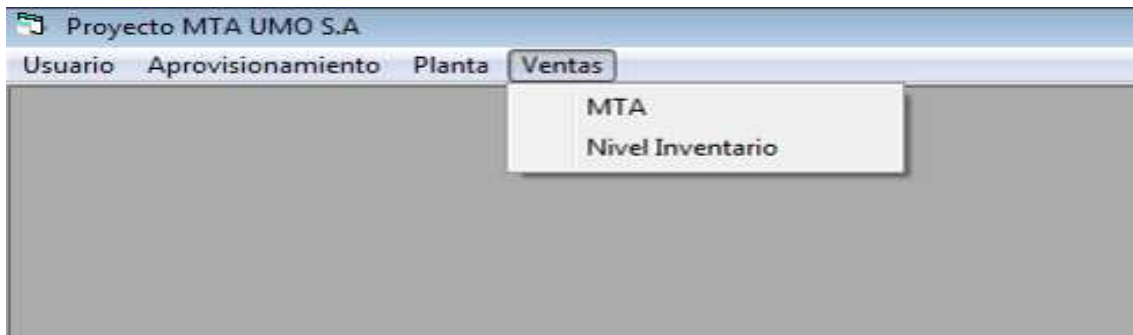 Proyecto MTA UMO S.A
Usuario Aprovisionamiento Planta Ventas
MTA
Nivel Inventario